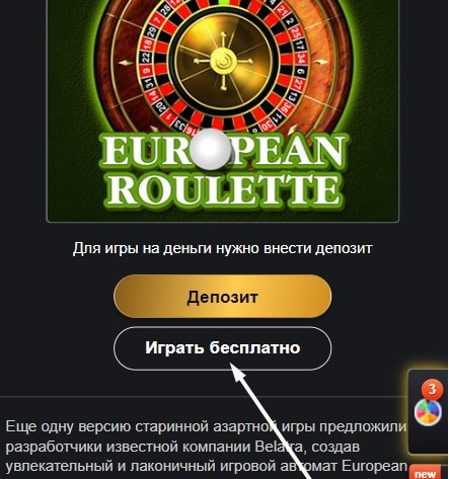 EUROPEAN
ROULETTE
Для игры на деньги нужно внести депозит
Депозит
Играть бесплатно
3
Еще одну версию старинной азартной игры предложили
разработчики известной компании Belatra, создав
увлекательный и лаконичный игровой автомат European
new